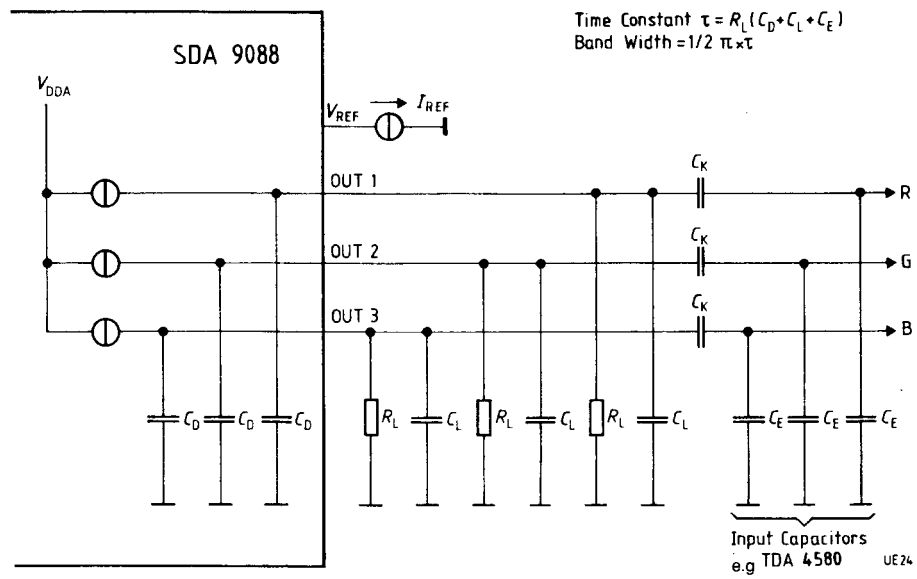 Time Constant τ = R_L(C_D+C_L+C_E)
Band Width = 1/2 π×τ
SDA 9088
V_DDA
V_REF
I_REF
OUT 1
C_K
R
OUT 2
C_K
G
OUT 3
C_K
B
C_D C_D C_D R_L C_L R_L C_L R_L C_L C_E C_E C_E
Input Capacitors
e.g TDA 4580
UE24